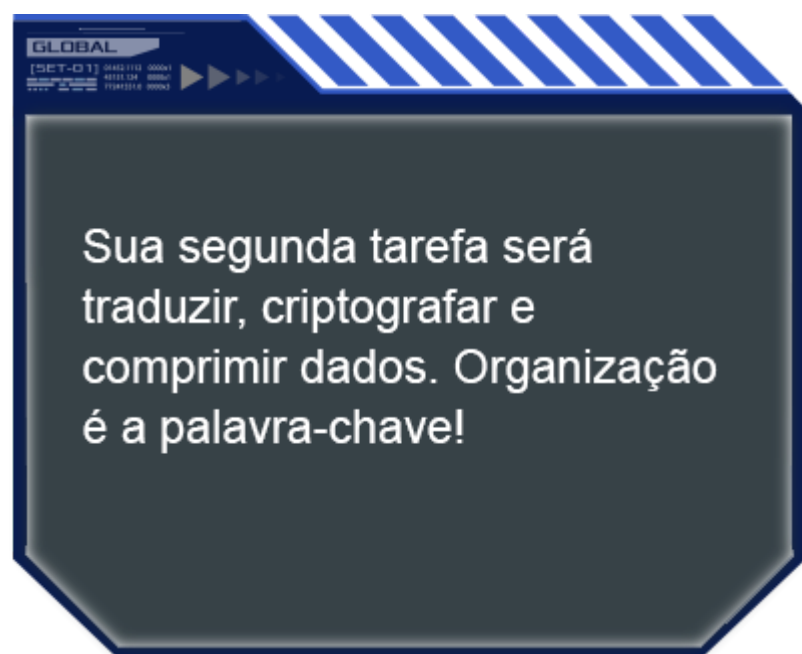 GLOBAL
[SET-01]
Sua segunda tarefa será
traduzir, criptografar e
comprimir dados. Organização
é a palavra-chave!